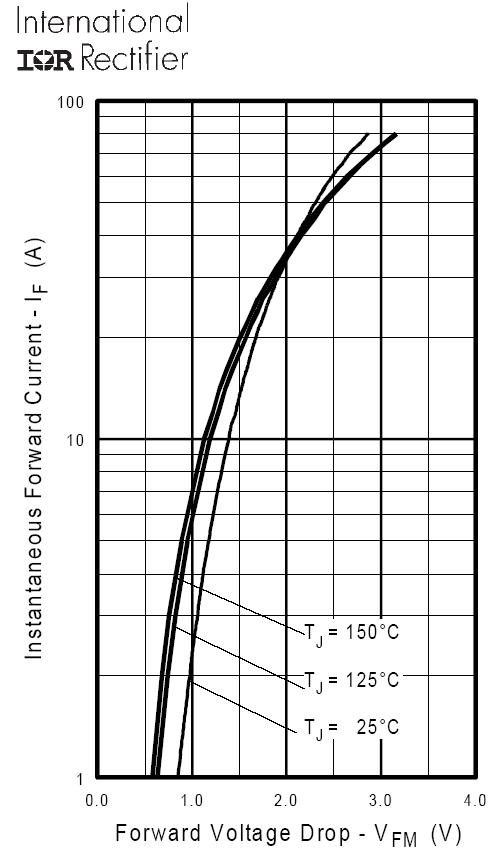 International
IOR Rectifier
100
10
1
Instantaneous Forward Current - IF (A)
TJ = 150°C
TJ = 125°C
TJ = 25°C
0.0 1.0 2.0 3.0 4.0
Forward Voltage Drop - VFM (V)